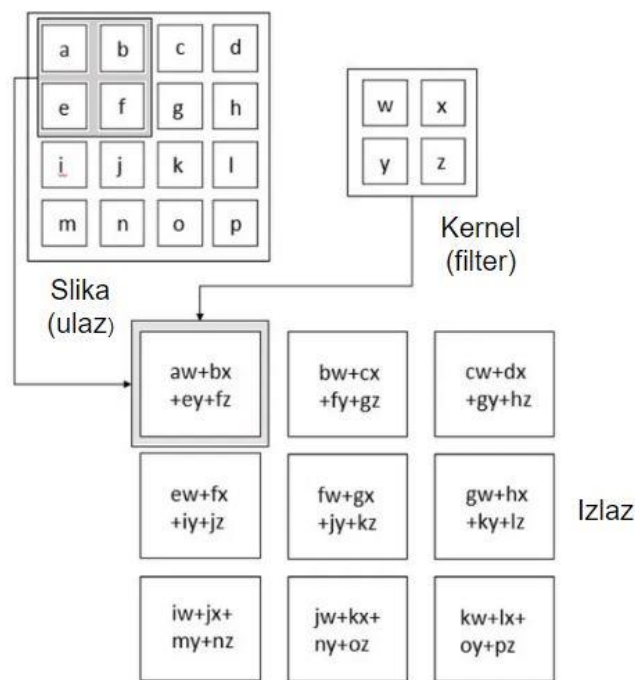 a b c d
e f g h
i j k l
m n o p
w x
y z
Kernel
(filter)
Slika
(ulaz)
aw+bx
+ey+fz
bw+cx
+fy+gz
cw+dx
+gy+hz
ew+fx
+iy+jz
fw+gx
+jy+kz
gw+hx
+ky+lz
Izlaz
iw+jx+
my+nz
jw+kx+
ny+oz
kw+lx+
oy+pz